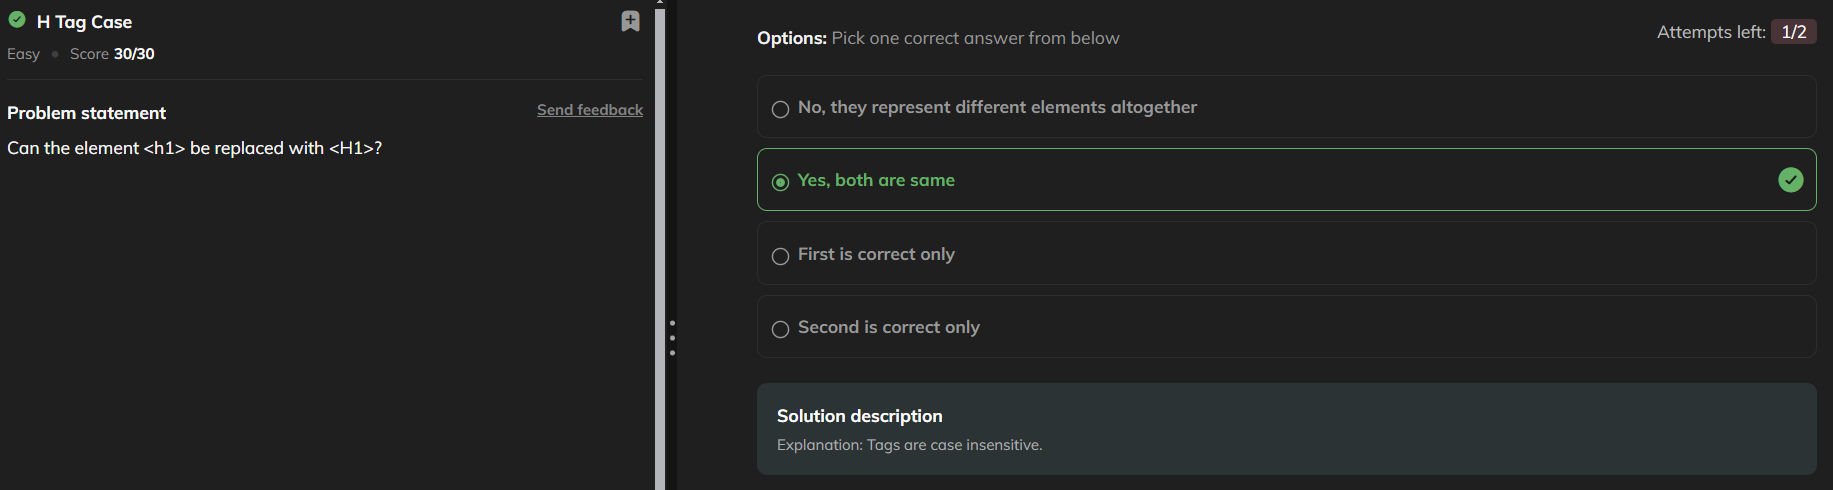 H Tag Case
Easy • Score 30/30
Problem statement
Send feedback
Can the element <h1> be replaced with <H1>?
Options: Pick one correct answer from below
Attempts left: 1/2
No, they represent different elements altogether
Yes, both are same
First is correct only
Second is correct only
Solution description
Explanation: Tags are case insensitive.